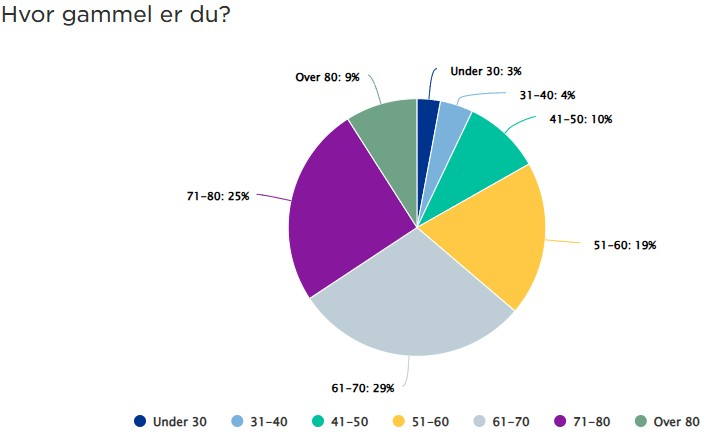 Hvor gammel er du?
Under 30: 3%
Over 80: 9%
31-40: 4%
41-50: 10%
71-80: 25%
51-60: 19%
61-70: 29%
Under 30 31-40 41-50 51-60 61-70 71-80 Over 80